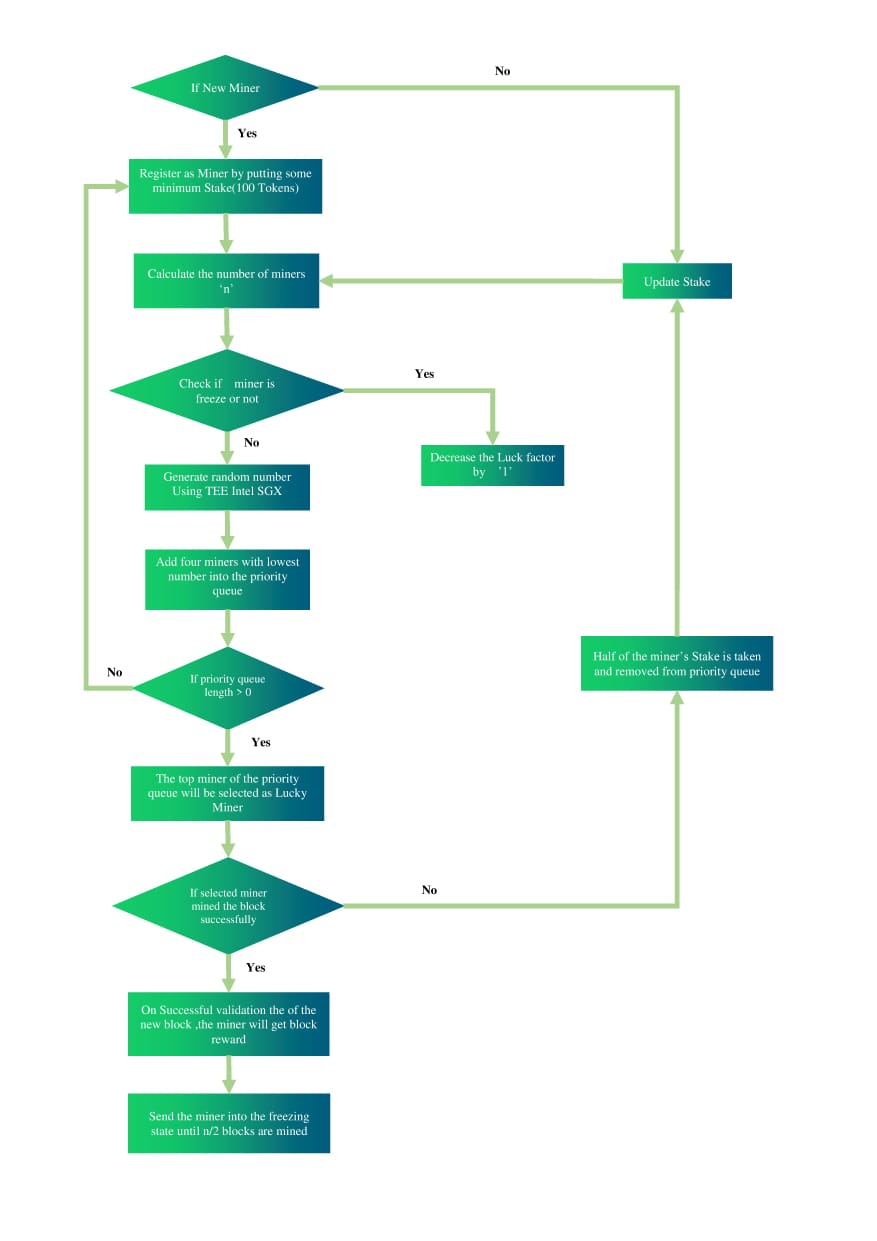 If New Miner
No
Yes
Register as Miner by putting some
minimum Stake(100 Tokens)
Calculate the number of miners
‘n’
Update Stake
Check if miner is
freeze or not
Yes
No
Decrease the Luck factor
by ’1’
Generate random number
Using TEE Intel SGX
Add four miners with lowest
number into the priority
queue
If priority queue
length > 0
No
Yes
Half of the miner’s Stake is taken
and removed from priority queue
The top miner of the priority
queue will be selected as Lucky
Miner
If selected miner
mined the block
successfully
No
Yes
On Successful validation the of the
new block ,the miner will get block
reward
Send the miner into the freezing
state until n/2 blocks are mined